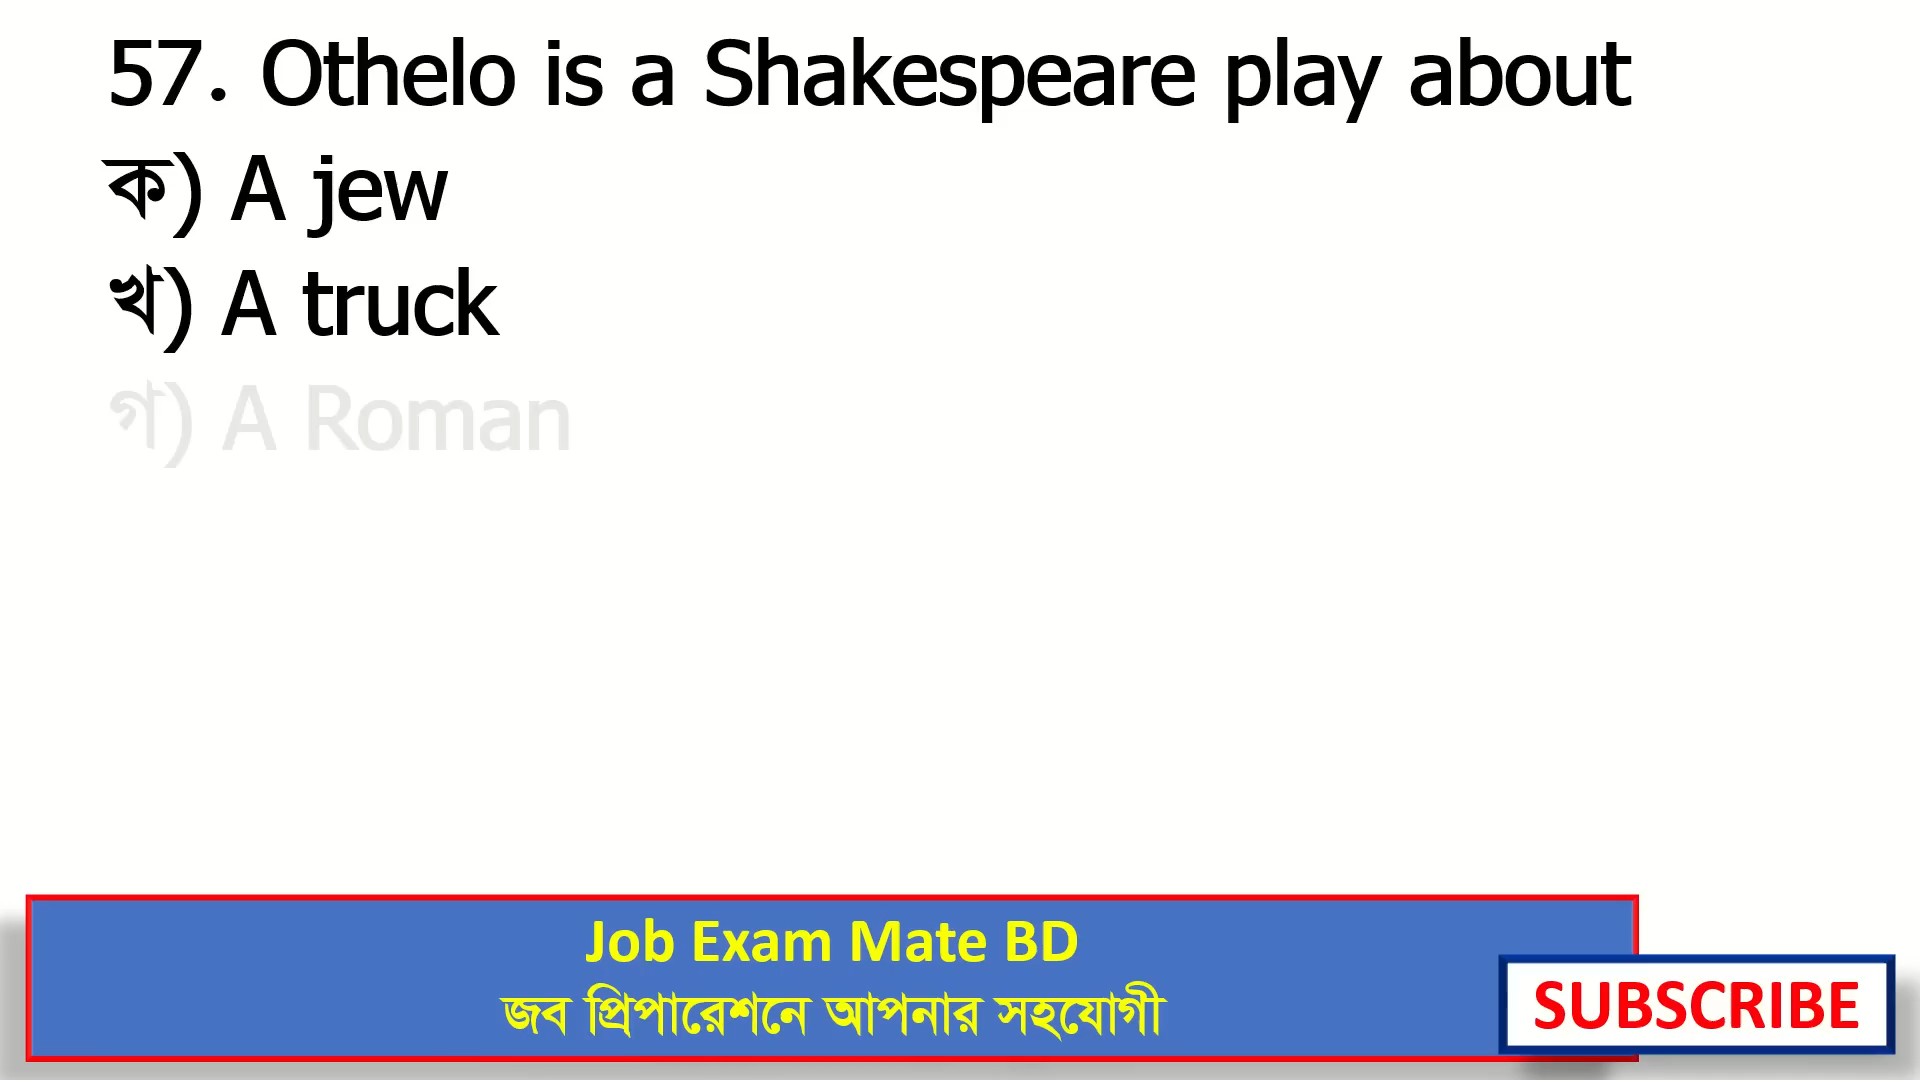 57. Othelo is a Shakespeare play about
ক) A jew
খ) A truck
গ) A Roman
Job Exam Mate BD
জব প্রিপারেশনে আপনার সহযোগী
SUBSCRIBE